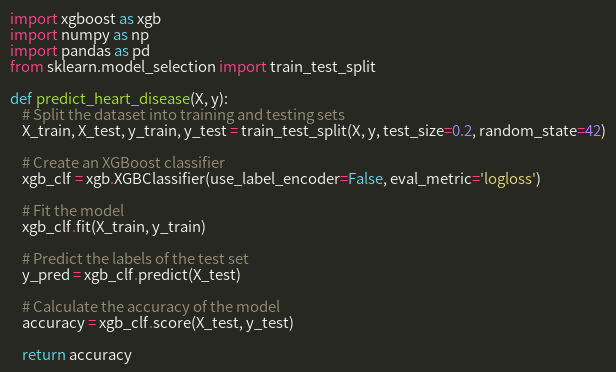 import xgboost as xgb
import numpy as np
import pandas as pd
from sklearn.model_selection import train_test_split
def predict_heart_disease(X, y):
# Split the dataset into training and testing sets
X_train, X_test, y_train, y_test = train_test_split(X, y, test_size=0.2, random_state=42)
# Create an XGBoost classifier
xgb_clf = xgb.XGBClassifier(use_label_encoder=False, eval_metric='logloss')
# Fit the model
xgb_clf.fit(X_train, y_train)
# Predict the labels of the test set
y_pred = xgb_clf.predict(X_test)
# Calculate the accuracy of the model
accuracy = xgb_clf.score(X_test, y_test)
return accuracy